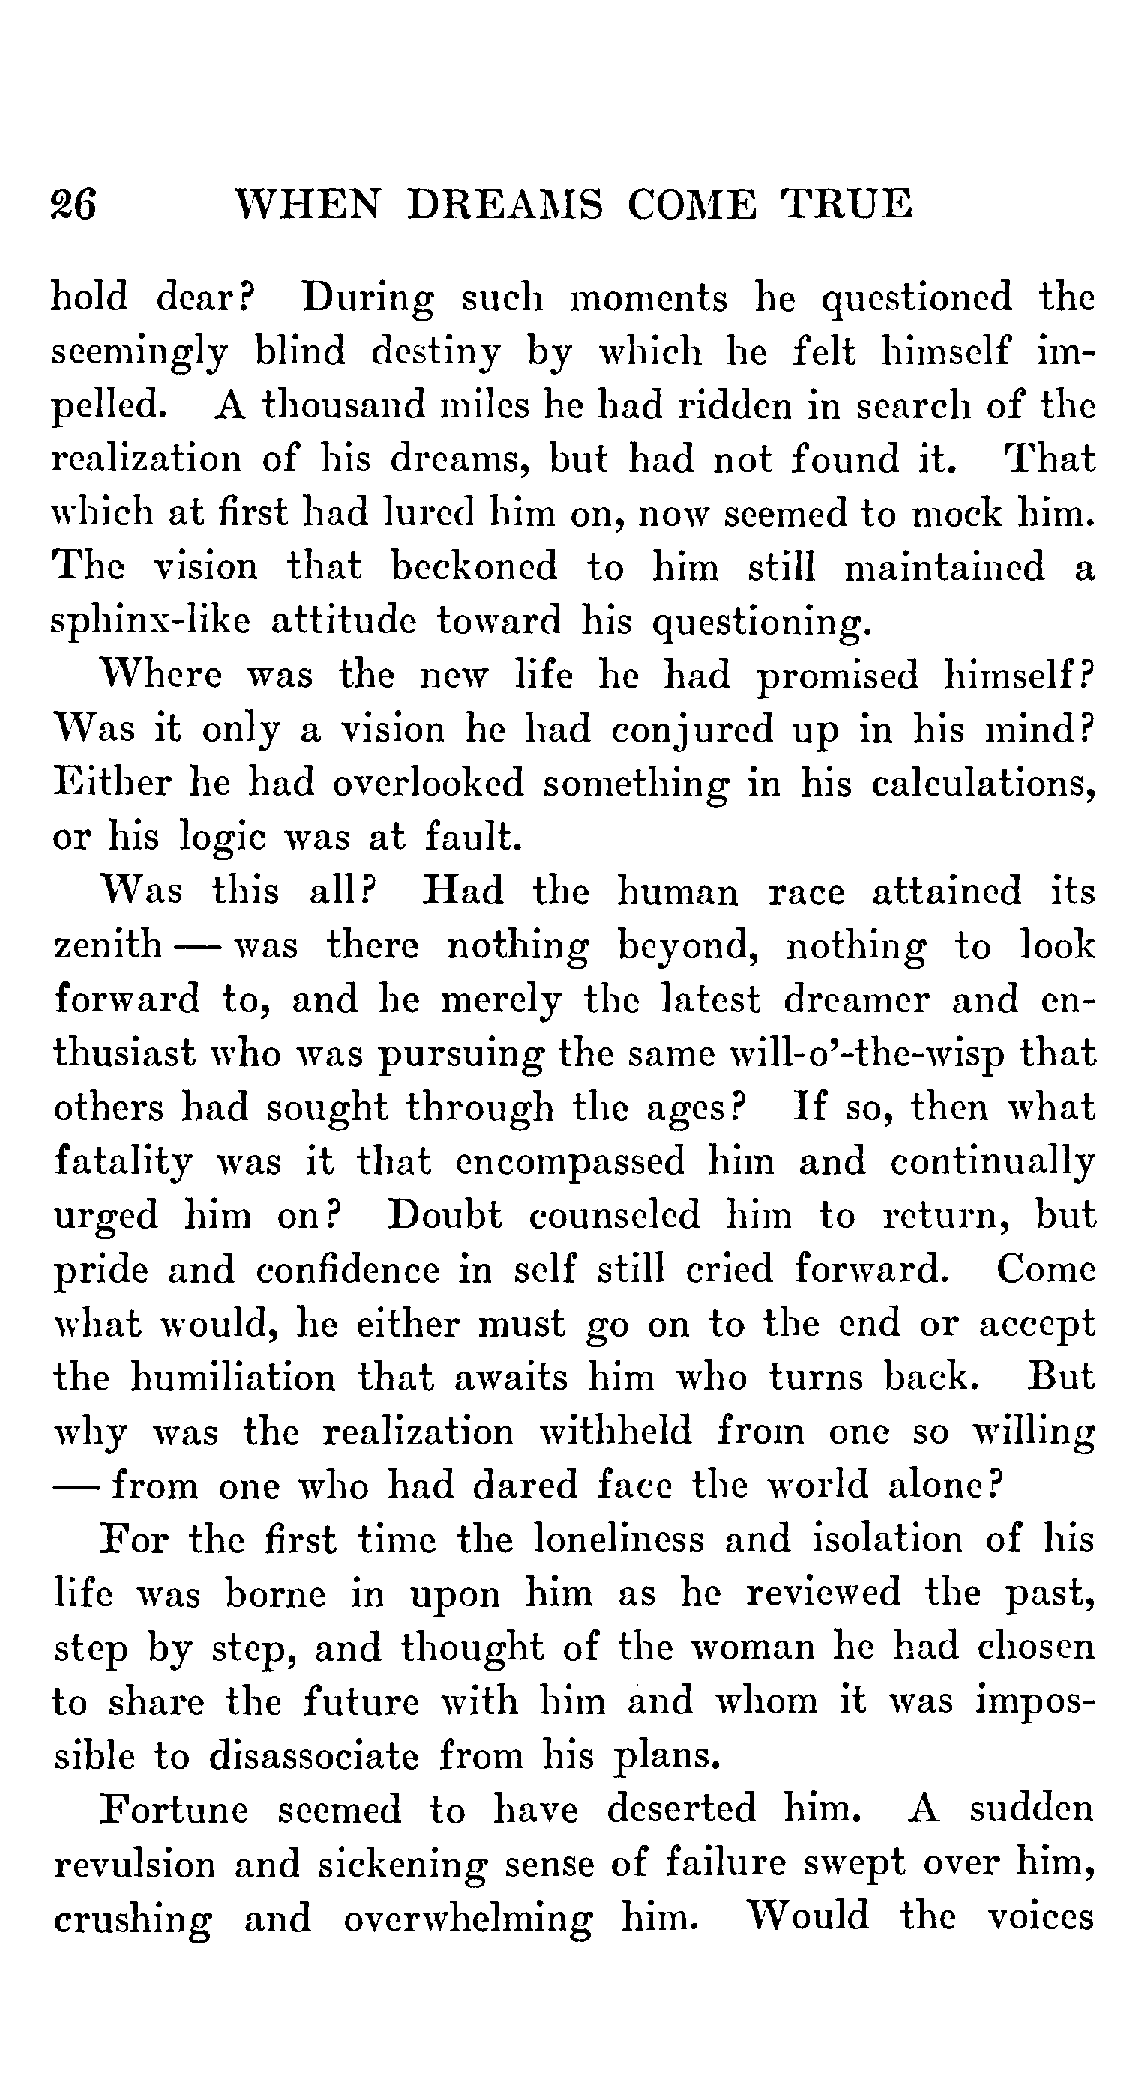 26 WHEN DREAMS COME TRUE
hold dear? During such moments he questioned the
seemingly blind destiny by which he felt himself im-
pelled. A thousand miles he had ridden in search of the
realization of his dreams, but had not found it. That
which at first had lured him on, now seemed to mock him.
The vision that beckoned to him still maintained a
sphinx-like attitude toward his questioning.
Where was the new life he had promised himself?
Was it only a vision he had conjured up in his mind?
Either he had overlooked something in his calculations,
or his logic was at fault.
Was this all? Had the human race attained its
zenith — was there nothing beyond, nothing to look
forward to, and he merely the latest dreamer and en-
thusiast who was pursuing the same will-o'-the-wisp that
others had sought through the ages? If so, then what
fatality was it that encompassed him and continually
urged him on? Doubt counseled him to return, but
pride and confidence in self still cried forward. Come
what would, he either must go on to the end or accept
the humiliation that awaits him who turns back. But
why was the realization withheld from one so willing
— from one who had dared face the world alone?
For the first time the loneliness and isolation of his
life was borne in upon him as he reviewed the past,
step by step, and thought of the woman he had chosen
to share the future with him and whom it was impos-
sible to disassociate from his plans.
Fortune seemed to have deserted him. A sudden
revulsion and sickening sense of failure swept over him,
crushing and overwhelming him. Would the voices